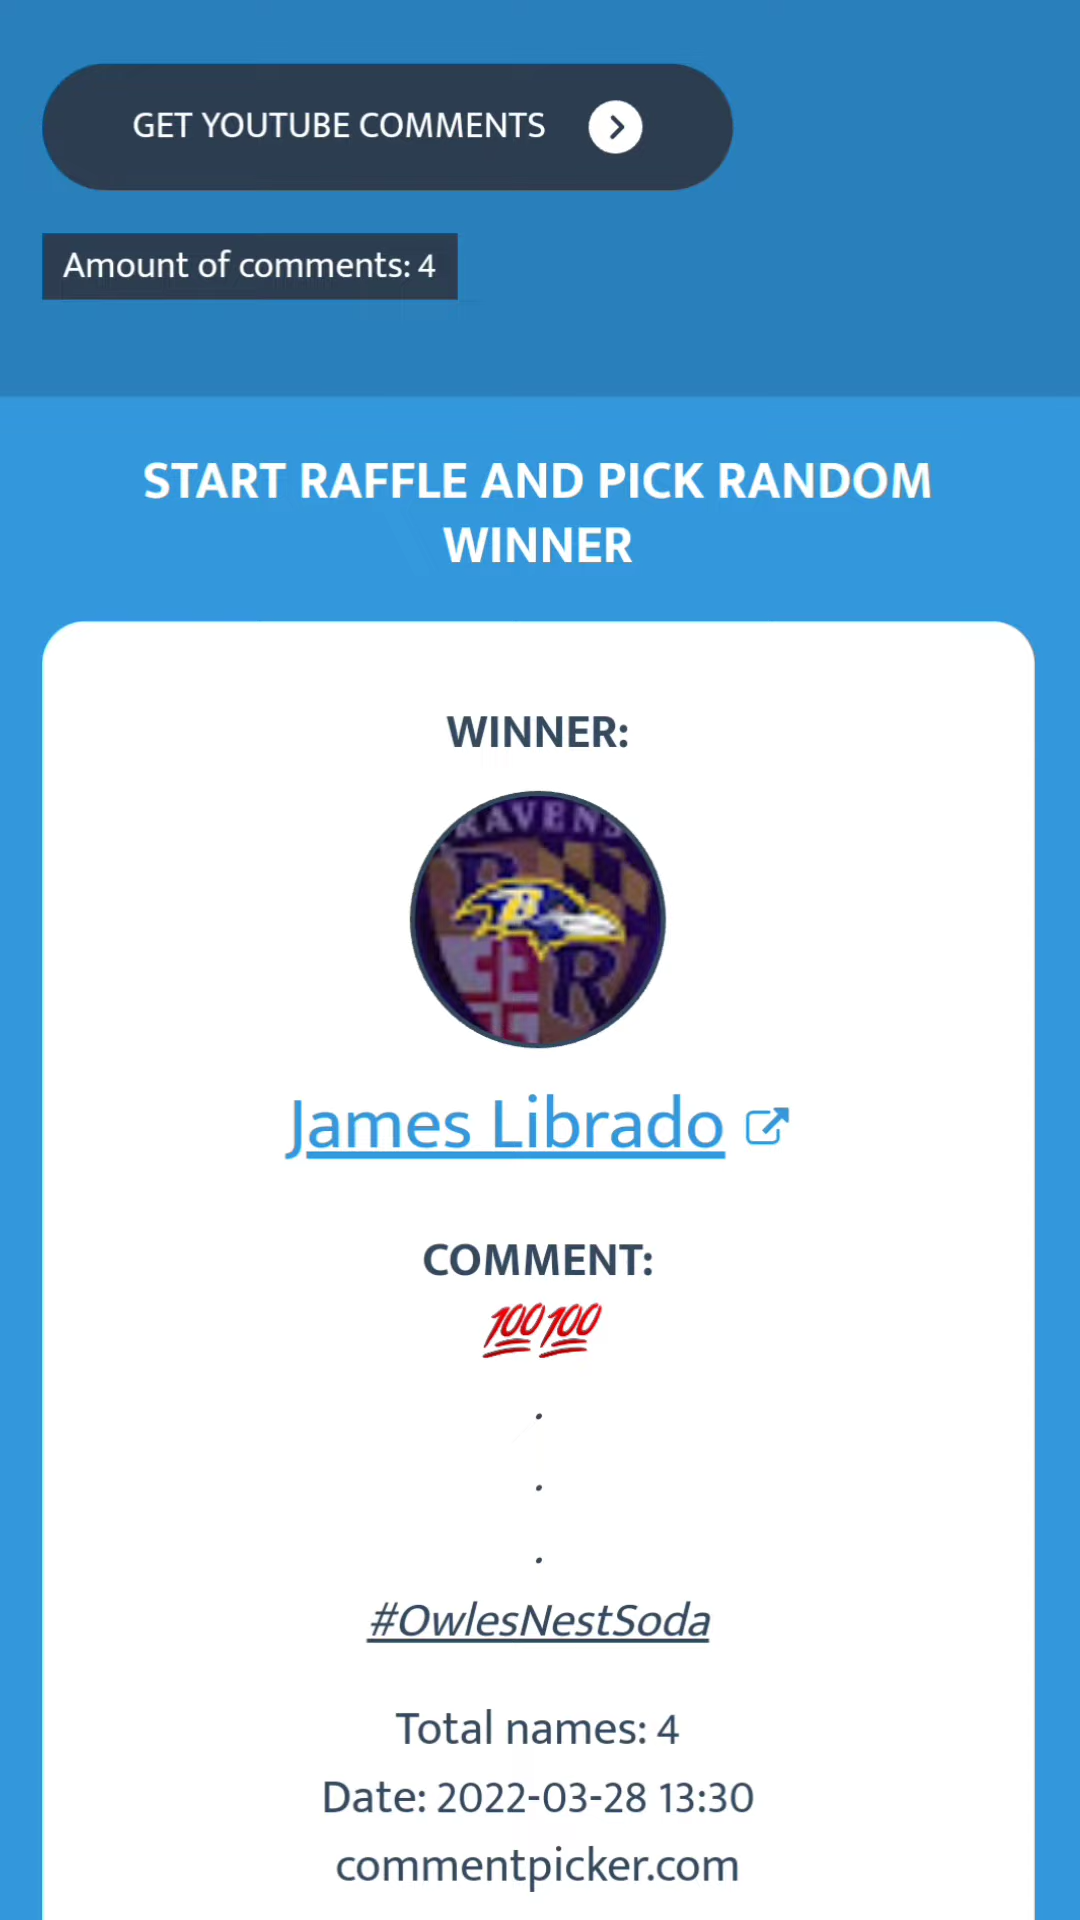 GET YOUTUBE COMMENTS
Amount of comments: 4
START RAFFLE AND PICK RANDOM
WINNER
WINNER:
RAVENS
B
B
R
James Librado
COMMENT:
💯💯
.
.
.
#OwlesNestSoda
Total names: 4
Date: 2022-03-28 13:30
commentpicker.com